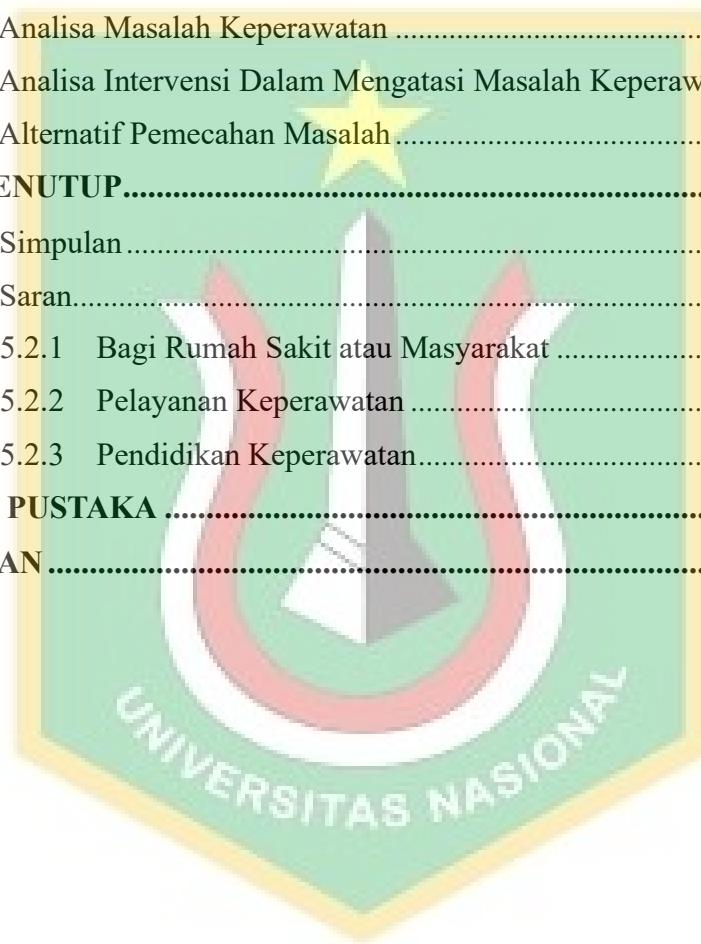 Analisa Masalah Keperawatan ....................................
Analisa Intervensi Dalam Mengatasi Masalah Keperaw
Alternatif Pemecahan Masalah ....................................
ENUTUP....................................
Simpulan ....................................
Saran....................................
5.2.1 Bagi Rumah Sakit atau Masyarakat ..................
5.2.2 Pelayanan Keperawatan ....................................
5.2.3 Pendidikan Keperawatan....................................
PUSTAKA ....................................
AN ....................................
UNIVERSITAS NASIONAL